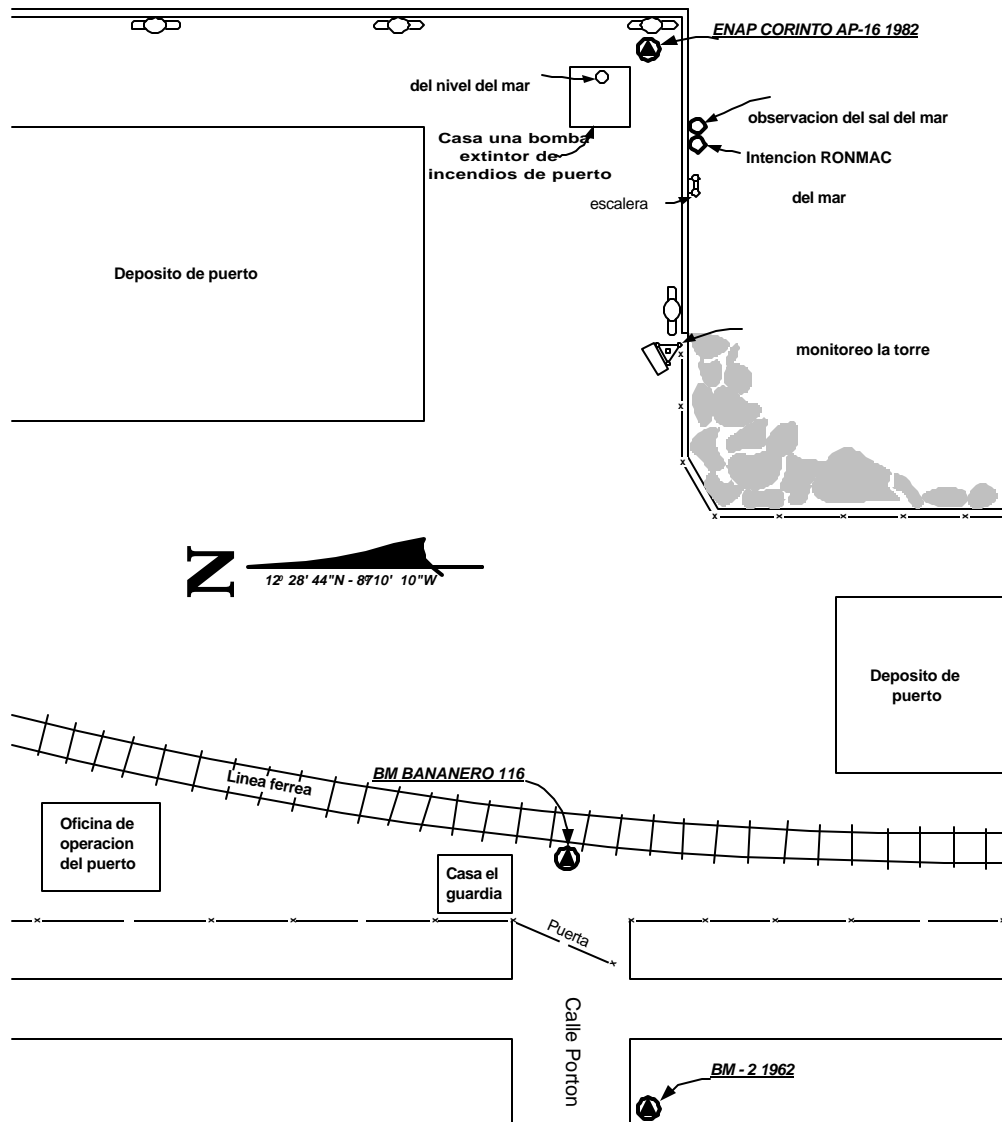 ENAP CORINTO AP-16 1982
del nivel del mar
observacion del sal del mar
Casa una bomba
extintor de
incendios de puerto
Intencion RONMAC
del mar
escalera
Deposito de puerto
monitoreo la torre
N
12º 28' 44"N - 87º10' 10"W
Deposito de
puerto
Linea ferrea
BM BANANERO 116
Oficina de
operacion
del puerto
Casa el
guardia
Puerta
Calle Porton
BM - 2 1962